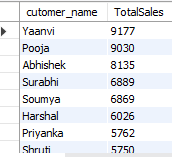 cutomer_name TotalSales
Yaanvi 9177
Pooja 9030
Abhishek 8135
Surabhi 6889
Soumya 6869
Harshal 6026
Priyanka 5762
Shruti 5750